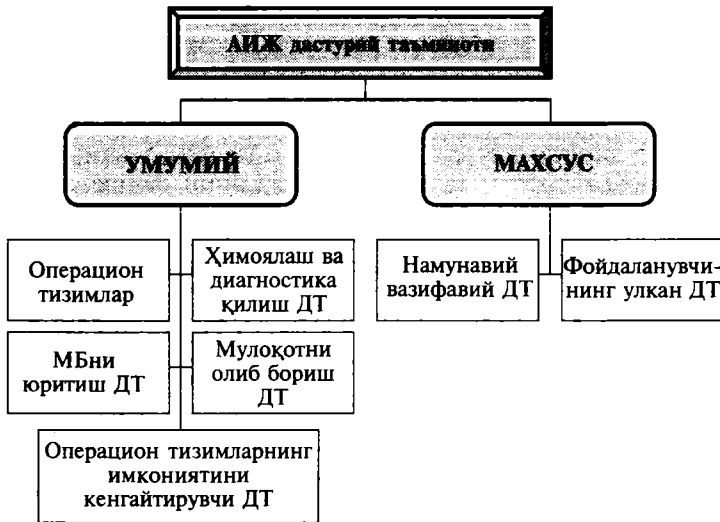 АИЖ дастурий таъминоти
УМУМИЙ
МАХСУС
Операцион
тизимлар
Ҳимоялаш ва
диагностика
қилиш ДТ
МБни
юритиш ДТ
Мулоқотни
олиб бориш
ДТ
Операцион тизимларнинг
имкониятини
кенгайтирувчи ДТ
Намунавий
вазифавий ДТ
Фойдаланувчи-
нинг улкан ДТ